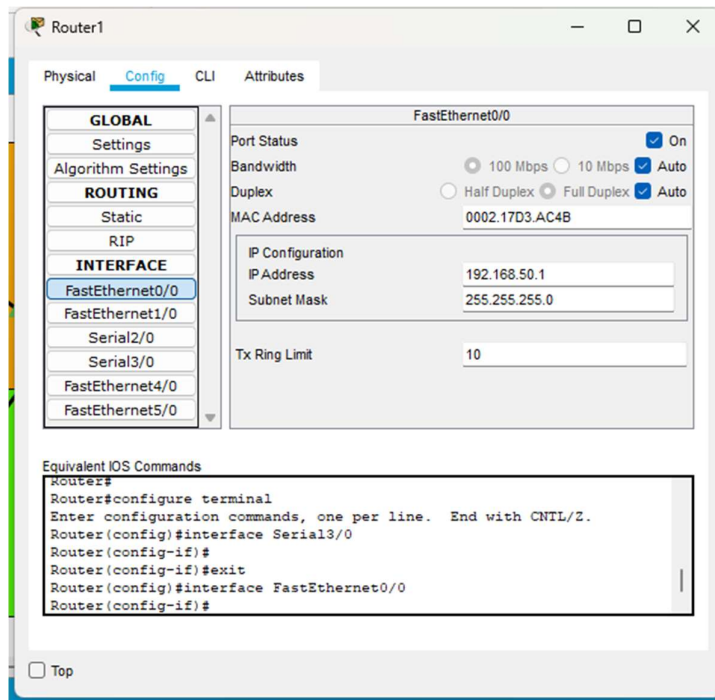 Router1
Physical Config CLI Attributes
GLOBAL
Settings
Algorithm Settings
ROUTING
Static
RIP
INTERFACE
FastEthernet0/0
FastEthernet1/0
Serial2/0
Serial3/0
FastEthernet4/0
FastEthernet5/0
FastEthernet0/0
Port Status On
Bandwidth 100 Mbps 10 Mbps Auto
Duplex Half Duplex Full Duplex Auto
MAC Address 0002.17D3.AC4B
IP Configuration
IP Address 192.168.50.1
Subnet Mask 255.255.255.0
Tx Ring Limit 10
Equivalent IOS Commands
Router#
Router#configure terminal
Enter configuration commands, one per line. End with CNTL/Z.
Router(config)#interface Serial3/0
Router(config-if)#
Router(config-if)#exit
Router(config)#interface FastEthernet0/0
Router(config-if)#
Top